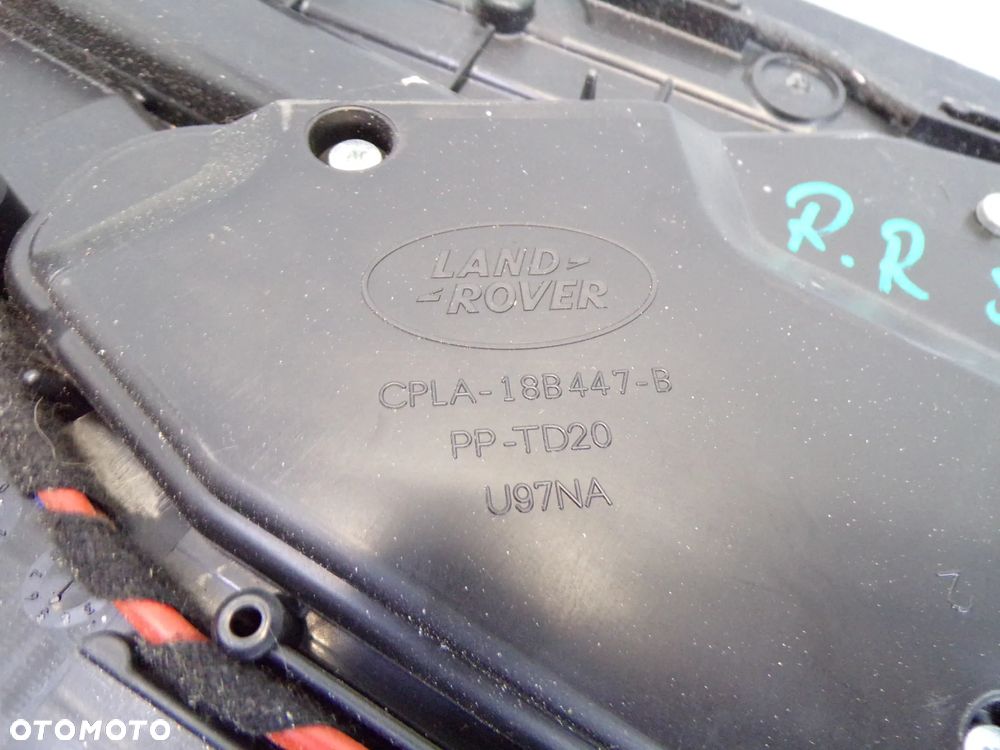 LAND
ROVER
R.R
CPLA-18B447-B
PP-TD20
U97NA
OTOMOTO